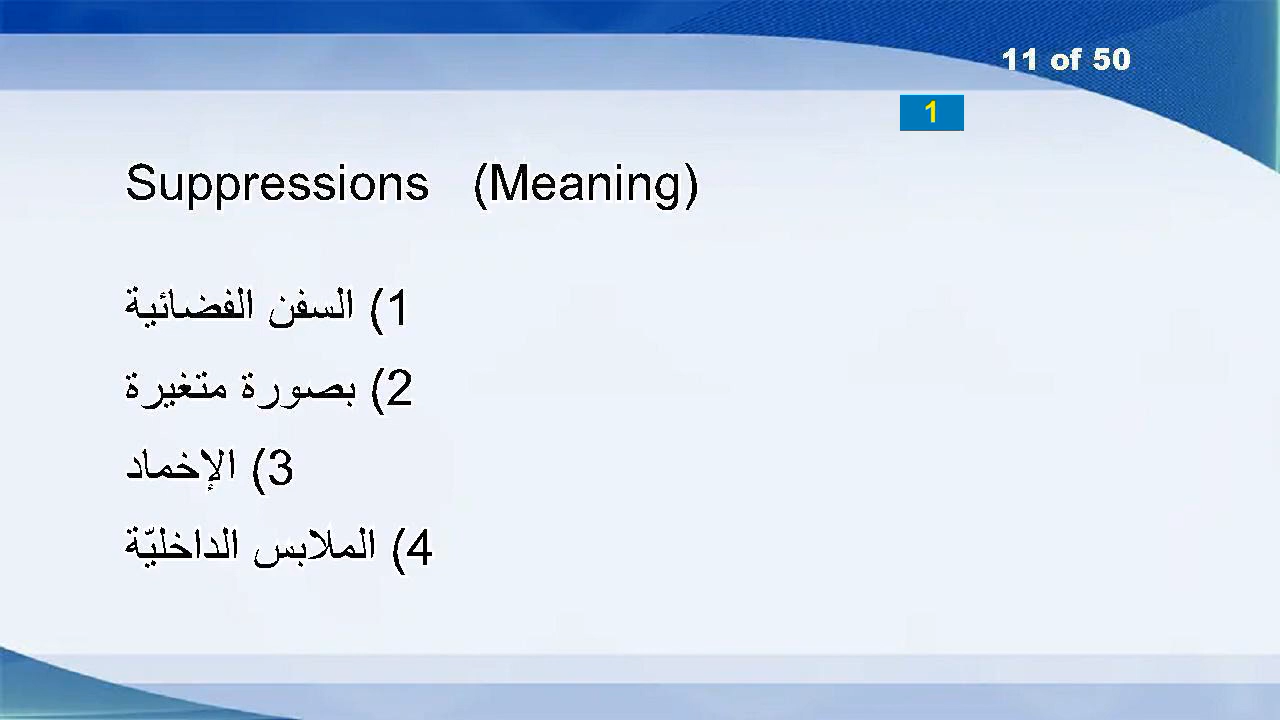 11 of 50
1
Suppressions (Meaning)
1) السفن الفضائية
2) بصورة متغيرة
3) الإخماد
4) الملابس الداخليّة